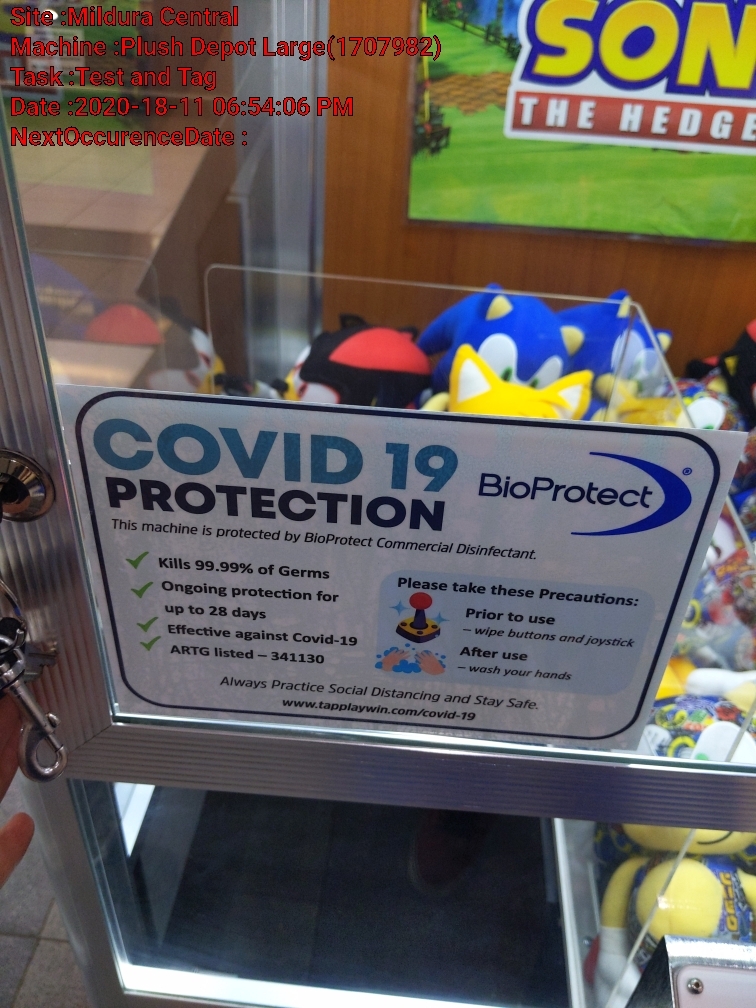 Site :Mildura Central
Machine :Plush Depot Large(1707982)
Task :Test and Tag
Date :2020-18-11 06:54:06 PM
NextOccurenceDate :
SON
THE HEDGE
COVID 19
PROTECTION
BioProtect®
This machine is protected by BioProtect Commercial Disinfectant.
Kills 99.99% of Germs
Ongoing protection for
up to 28 days
Effective against Covid-19
ARTG listed – 341130
Please take these Precautions:
Prior to use
– wipe buttons and joystick
After use
– wash your hands
Always Practice Social Distancing and Stay Safe.
www.tapplaywin.com/covid-19